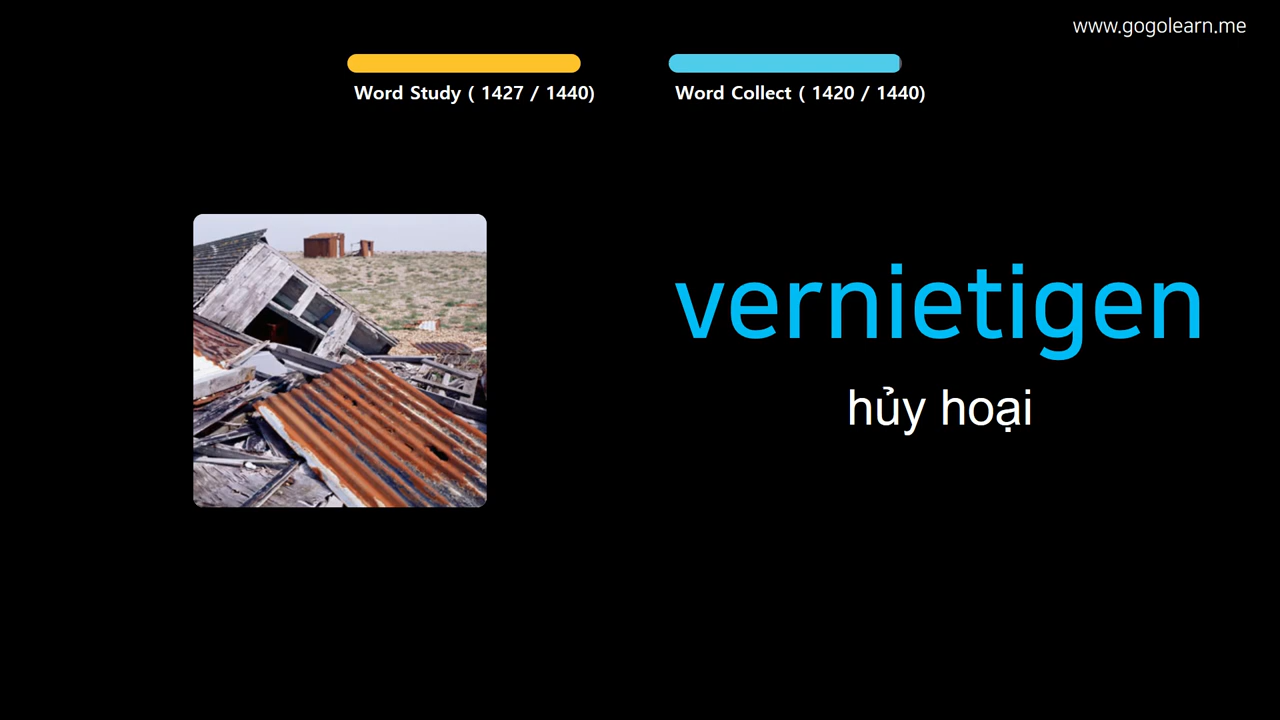 www.gogolearn.me
Word Study ( 1427 / 1440)
Word Collect ( 1420 / 1440)
vernietigen
hủy hoại